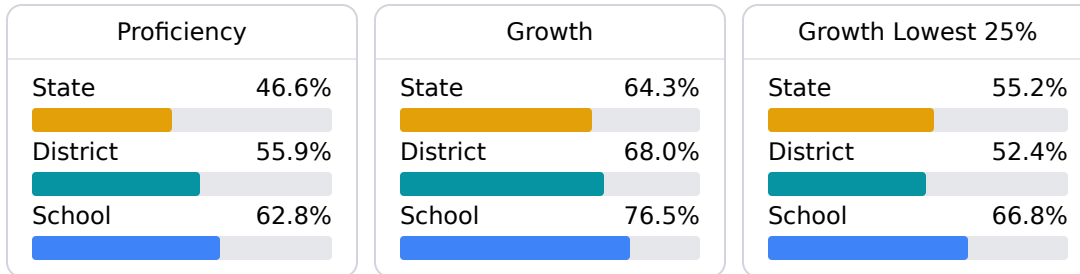 Proficiency
State 46.6%
District 55.9%
School 62.8%
Growth
State 64.3%
District 68.0%
School 76.5%
Growth Lowest 25%
State 55.2%
District 52.4%
School 66.8%